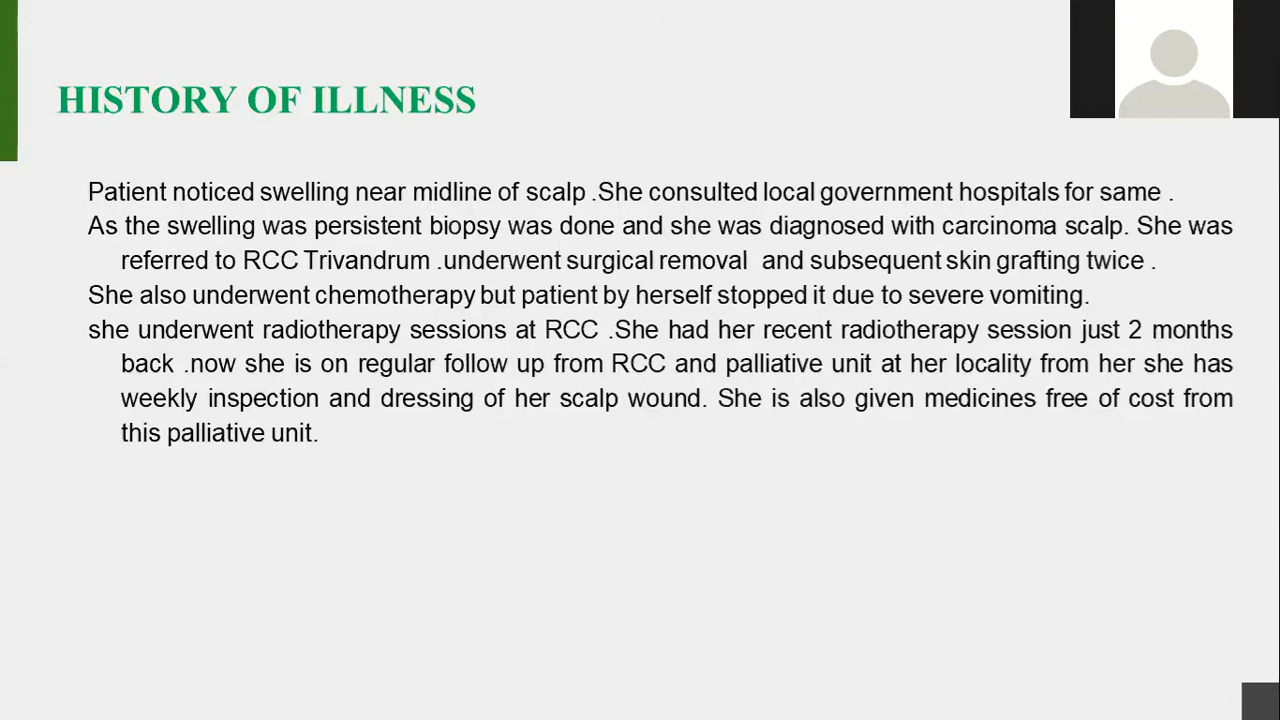 HISTORY OF ILLNESS
Patient noticed swelling near midline of scalp .She consulted local government hospitals for same .
As the swelling was persistent biopsy was done and she was diagnosed with carcinoma scalp. She was
referred to RCC Trivandrum .underwent surgical removal and subsequent skin grafting twice .
She also underwent chemotherapy but patient by herself stopped it due to severe vomiting.
she underwent radiotherapy sessions at RCC .She had her recent radiotherapy session just 2 months
back .now she is on regular follow up from RCC and palliative unit at her locality from her she has
weekly inspection and dressing of her scalp wound. She is also given medicines free of cost from
this palliative unit.